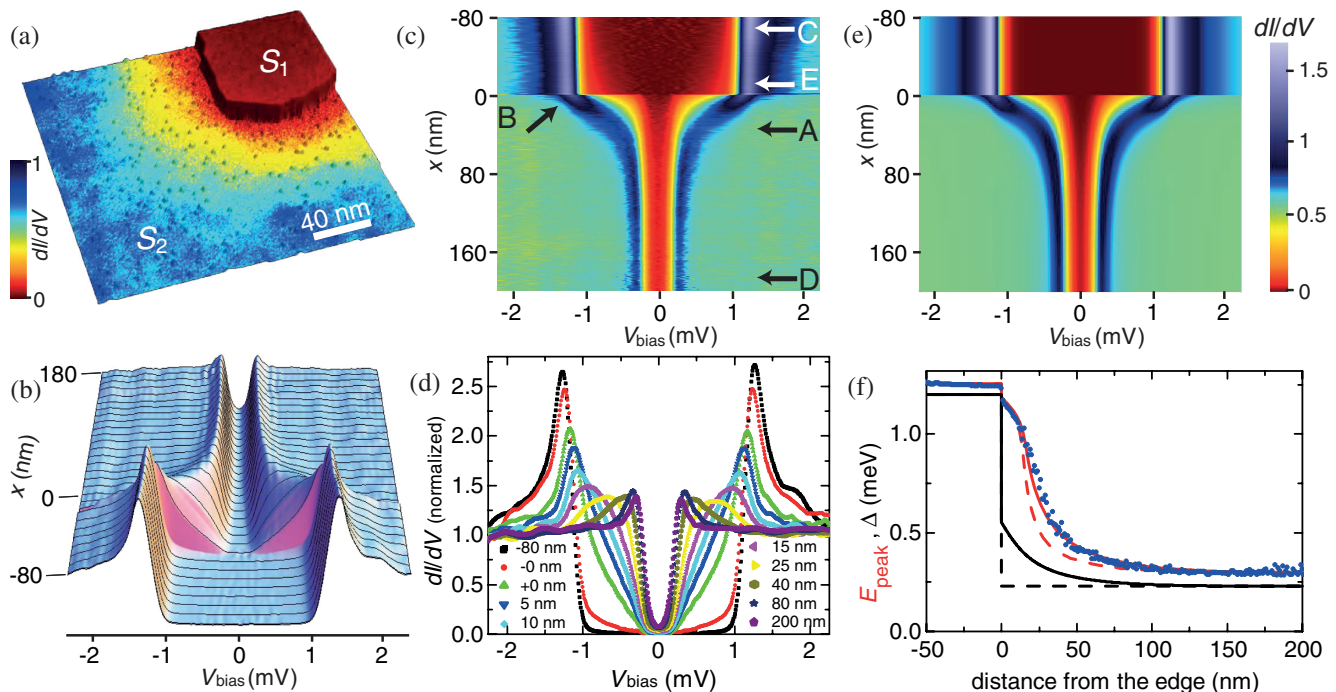 (a)
S1
S2
40 nm
1
0
dI/dV
(b)
180
0
-80
x (nm)
-2
-1
0
1
2
Vbias (mV)
(c)
-80
0
80
160
x (nm)
C
E
B
A
D
-2
-1
0
1
2
Vbias (mV)
(d)
2.5
2.0
1.5
1.0
0.5
0.0
dI/dV (normalized)
-80 nm
-0 nm
+0 nm
5 nm
10 nm
15 nm
25 nm
40 nm
80 nm
200 nm
-2
-1
0
1
2
Vbias (mV)
(e)
-80
0
80
160
x (nm)
-2
-1
0
1
2
Vbias (mV)
dI/dV
1.5
1
0.5
0
(f)
1.0
0.5
0.0
Epeak, Δ (meV)
-50
0
50
100
150
200
distance from the edge (nm)